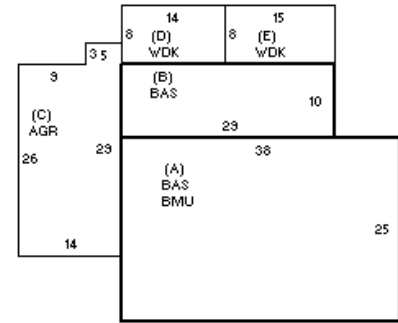 14 15
8 (D) 8 (E)
WDK WDK
3 5
9 (B)
BAS
10
(C)
AGR
29
26 29 38
(A)
BAS
BMU
25
14